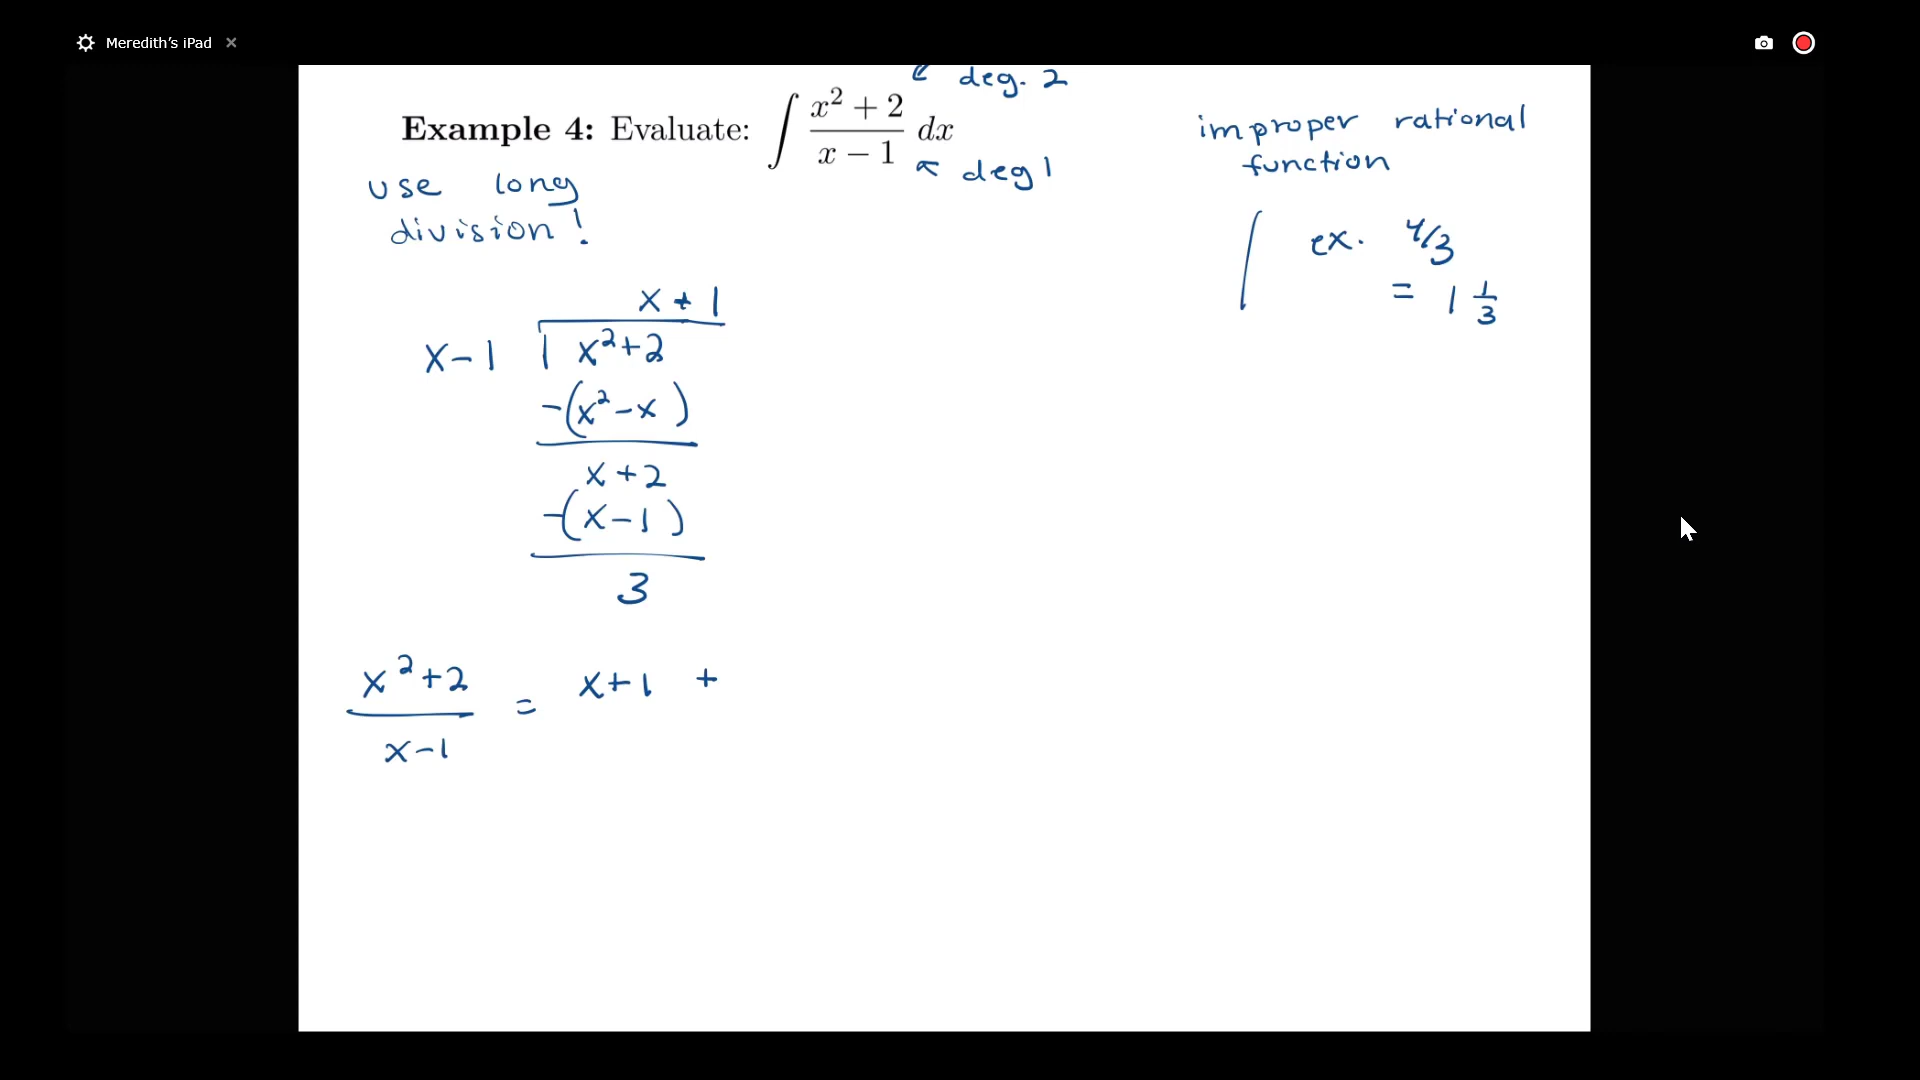 Meredith's iPad
deg. 2
Example 4: Evaluate: ∫ (x² + 2)/(x − 1) dx
deg 1
improper rational
function
use long
division!
ex. 4/3
= 1 1/3
x + 1
x - 1 x² + 2
-(x² - x)
x + 2
-(x - 1)
3
x² + 2
= x + 1 +
x - 1